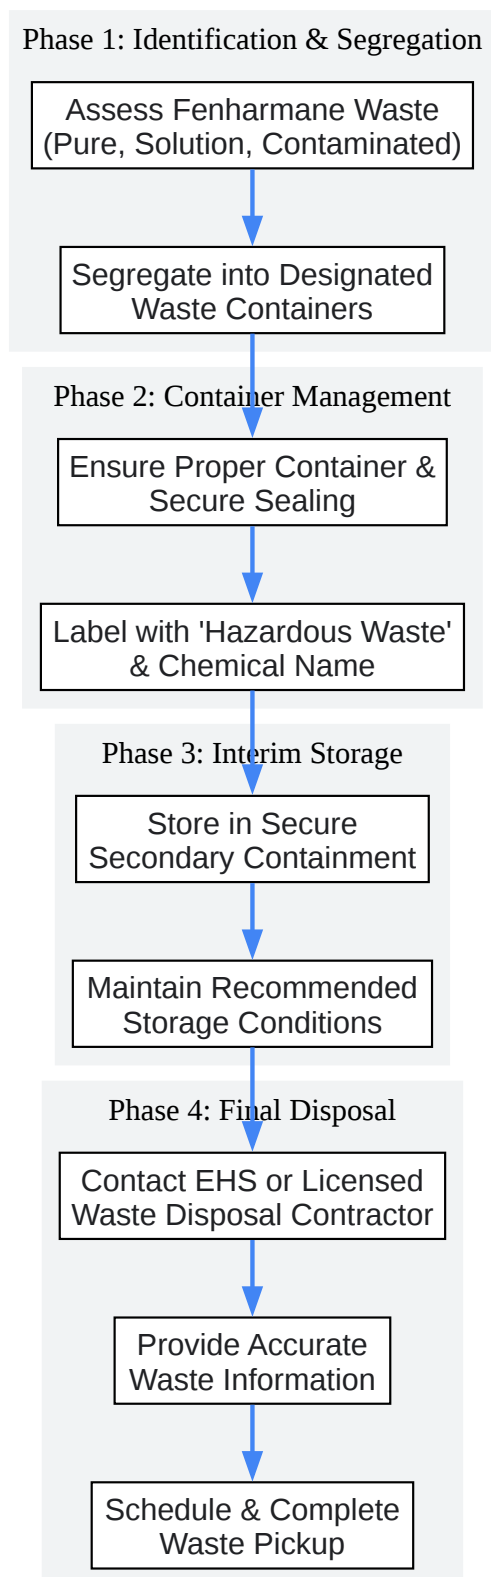 Phase 1: Identification & Segregation
Assess Fenharmane Waste
(Pure, Solution, Contaminated)
Segregate into Designated
Waste Containers
Phase 2: Container Management
Ensure Proper Container &
Secure Sealing
Label with 'Hazardous Waste'
& Chemical Name
Phase 3: Interim Storage
Store in Secure
Secondary Containment
Maintain Recommended
Storage Conditions
Phase 4: Final Disposal
Contact EHS or Licensed
Waste Disposal Contractor
Provide Accurate
Waste Information
Schedule & Complete
Waste Pickup